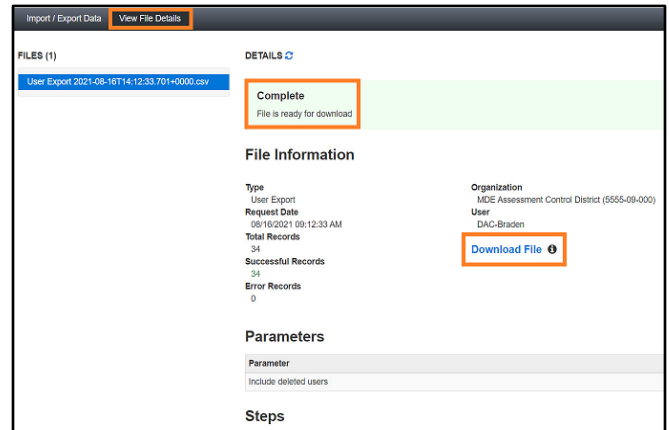 Import / Export Data View File Details
FILES (1)
User Export 2021-08-16T14:12:33.701+0000.csv
DETAILS
Complete
File is ready for download
File Information
Type
User Export
Request Date
08/16/2021 09:12:33 AM
Total Records
34
Successful Records
34
Error Records
0
Organization
MDE Assessment Control District (5555-09-000)
User
DAC-Braden
Download File
Parameters
Parameter
Include deleted users
Steps